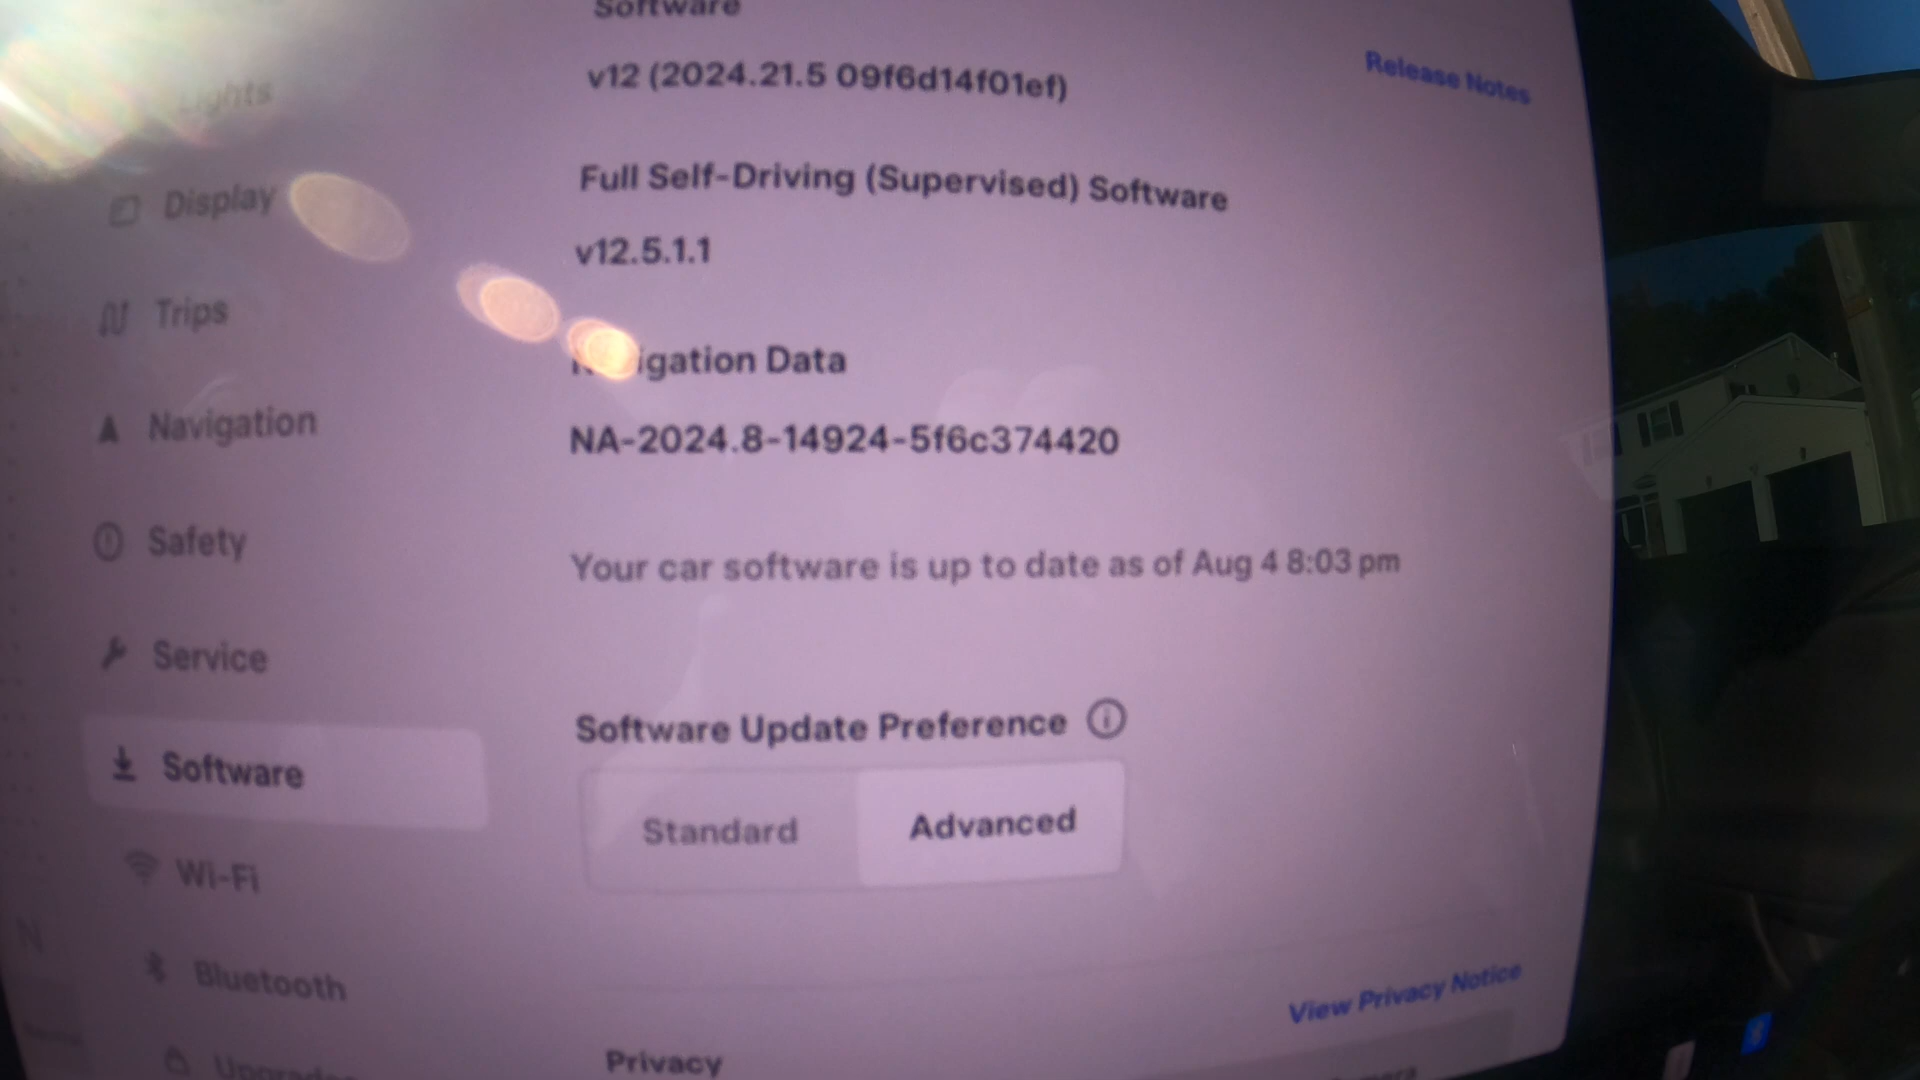 Software
v12 (2024.21.5 09f6d14f01ef)
Release Notes
Full Self-Driving (Supervised) Software
v12.5.1.1
Data
NA-2024.8-14924-5f6c374420
Your car software is up to date as of Aug 4 8:03 pm
Software Update Preference
Standard
Advanced
View Privacy Notice
Privacy
Lights
Display
Trips
Navigation
Safety
Service
Software
Wi-Fi
Bluetooth
N